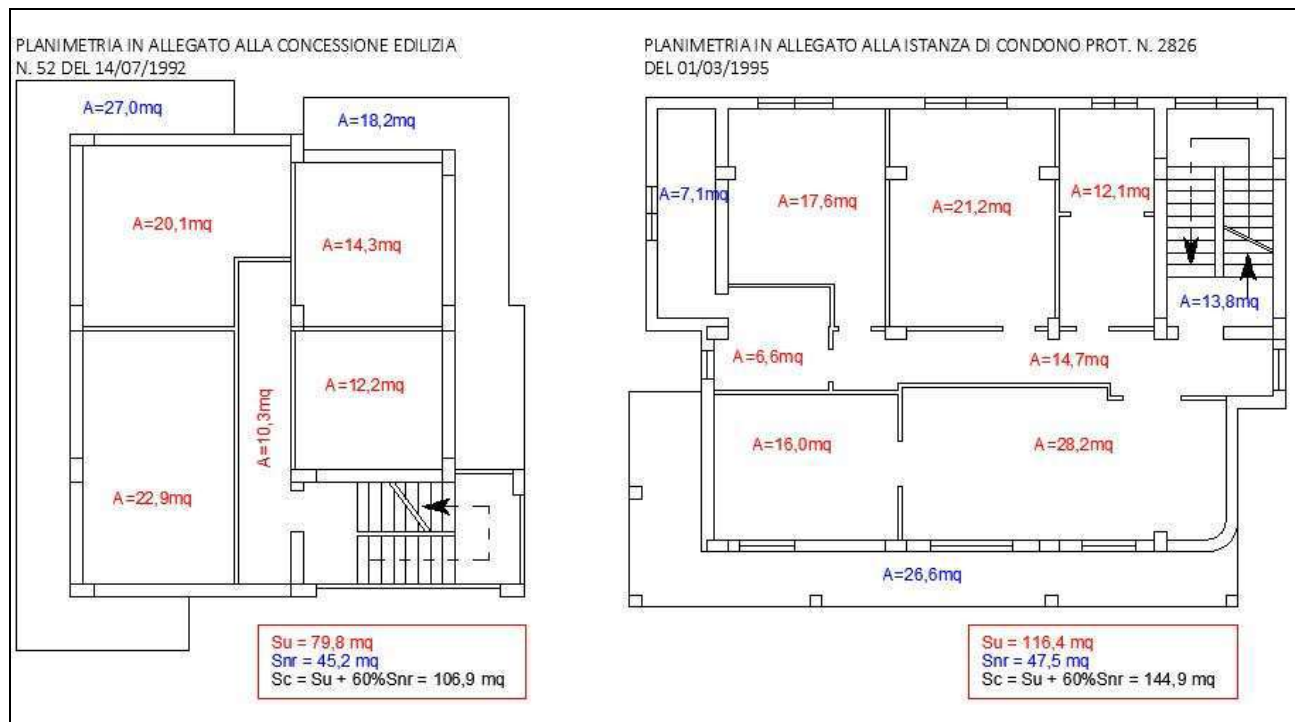 PLANIMETRIA IN ALLEGATO ALLA CONCESSIONE EDILIZIA
N. 52 DEL 14/07/1992
A=27,0mq
A=18,2mq
A=20,1mq
A=14,3mq
A=12,2mq
A=10,3mq
A=22,9mq
Su = 79,8 mq
Snr = 45,2 mq
Sc = Su + 60%Snr = 106,9 mq
PLANIMETRIA IN ALLEGATO ALLA ISTANZA DI CONDONO PROT. N. 2826
DEL 01/03/1995
A=7,1mq
A=17,6mq
A=21,2mq
A=12,1mq
A=13,8mq
A=6,6mq
A=14,7mq
A=16,0mq
A=28,2mq
A=26,6mq
Su = 116,4 mq
Snr = 47,5 mq
Sc = Su + 60%Snr = 144,9 mq